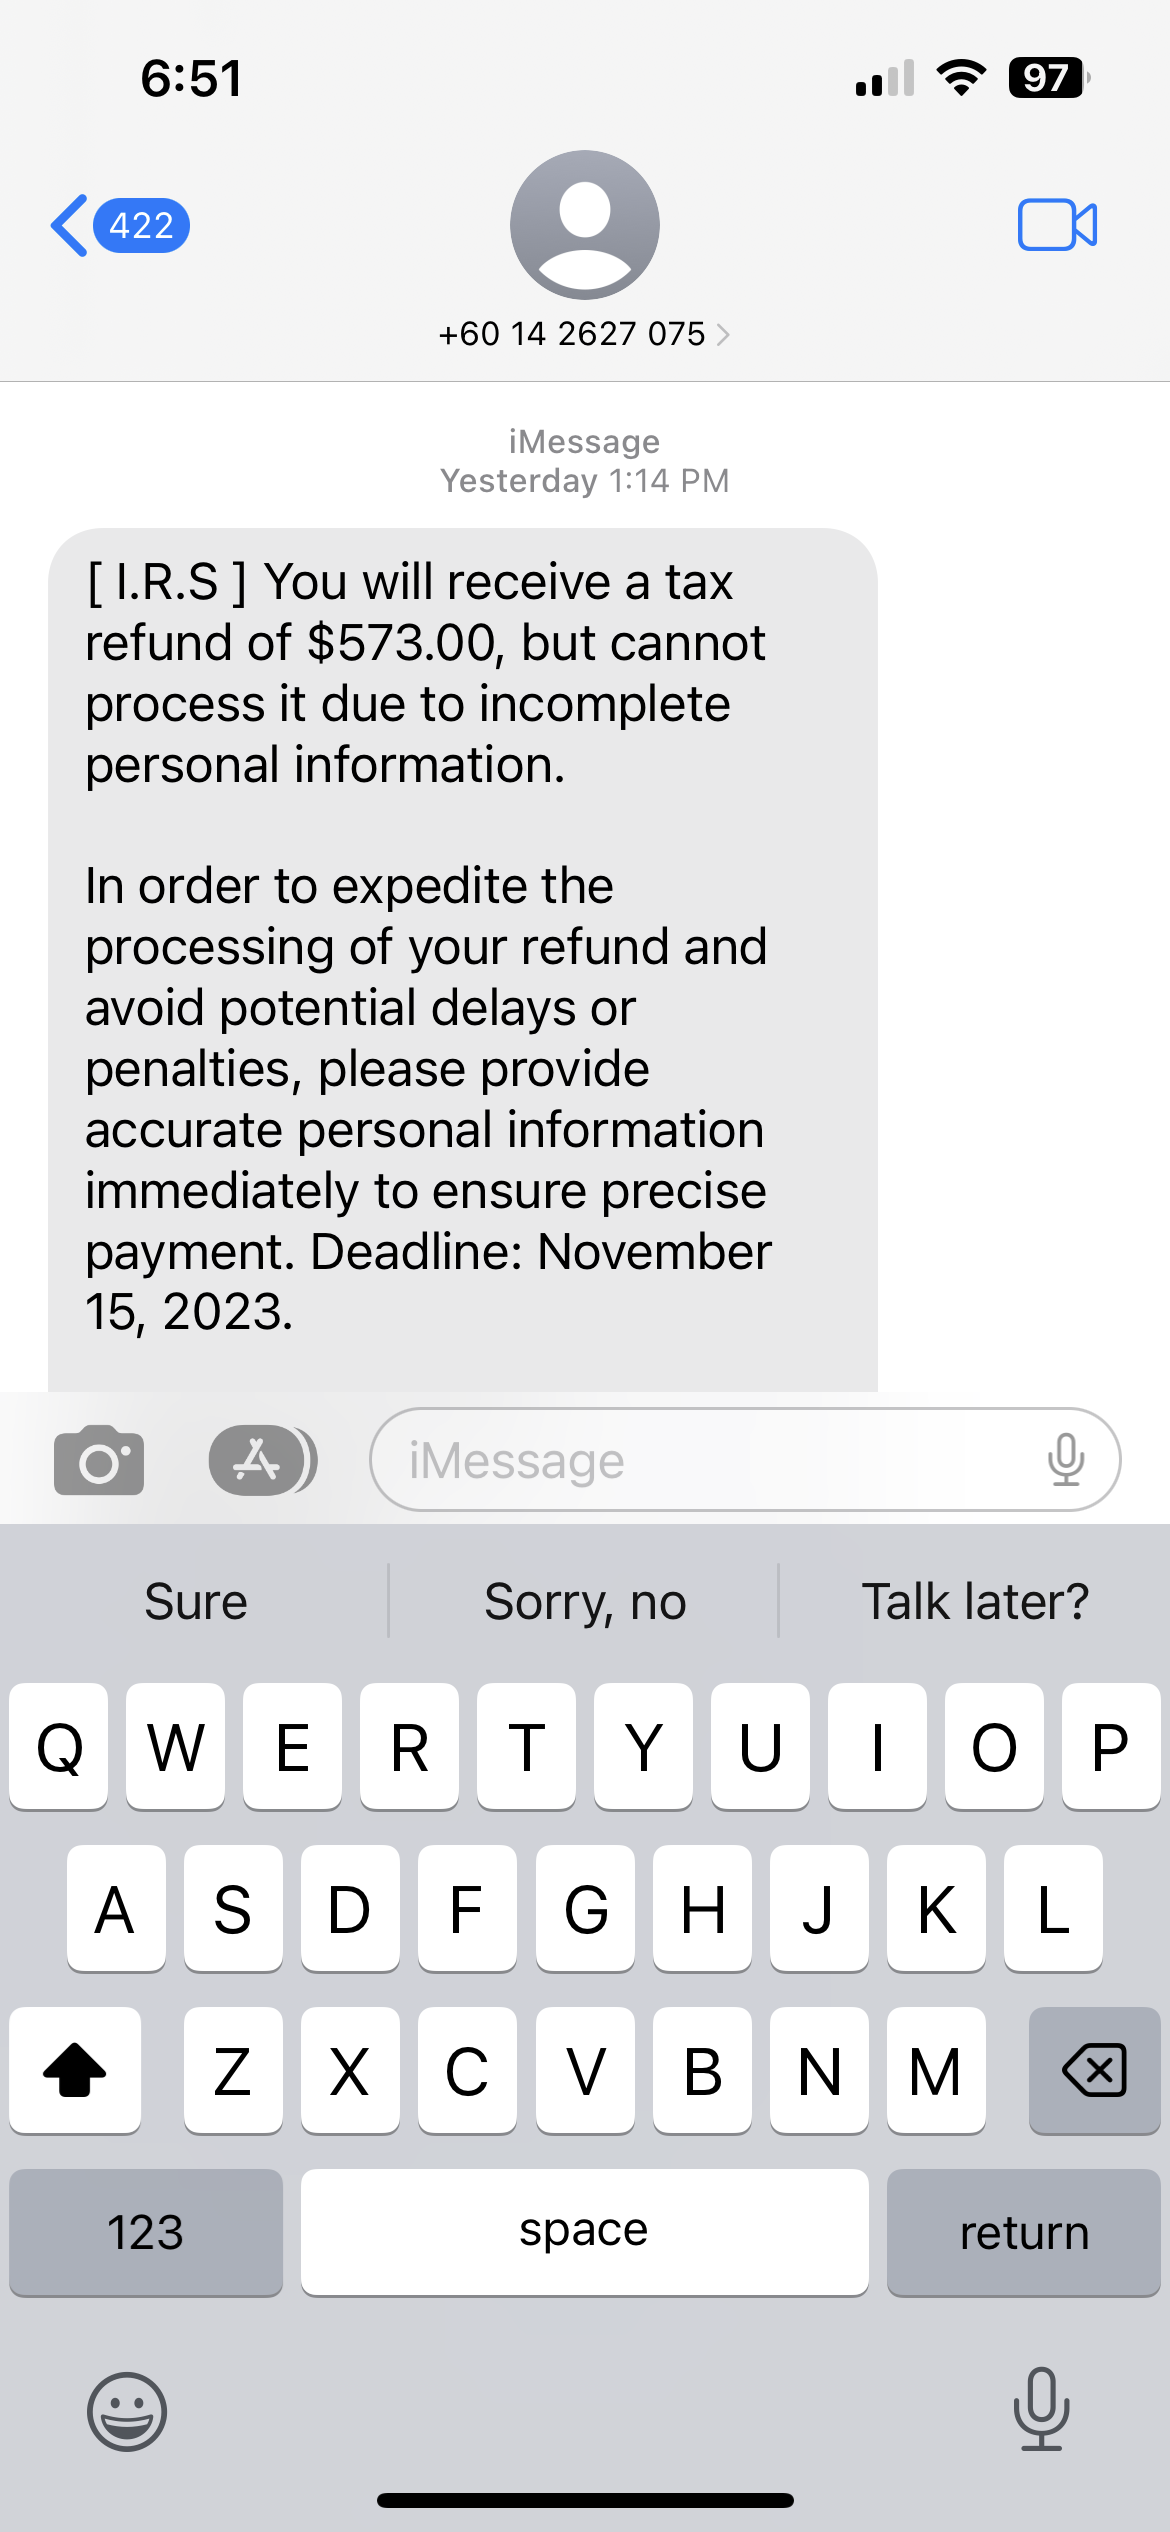 6:51
97
422
+60 14 2627 075
iMessage
Yesterday 1:14 PM
[ I.R.S ] You will receive a tax
refund of $573.00, but cannot
process it due to incomplete
personal information.
In order to expedite the
processing of your refund and
avoid potential delays or
penalties, please provide
accurate personal information
immediately to ensure precise
payment. Deadline: November
15, 2023.
iMessage
Sure
Sorry, no
Talk later?
Q W E R T Y U I O P
A S D F G H J K L
Z X C V B N M
123 space return